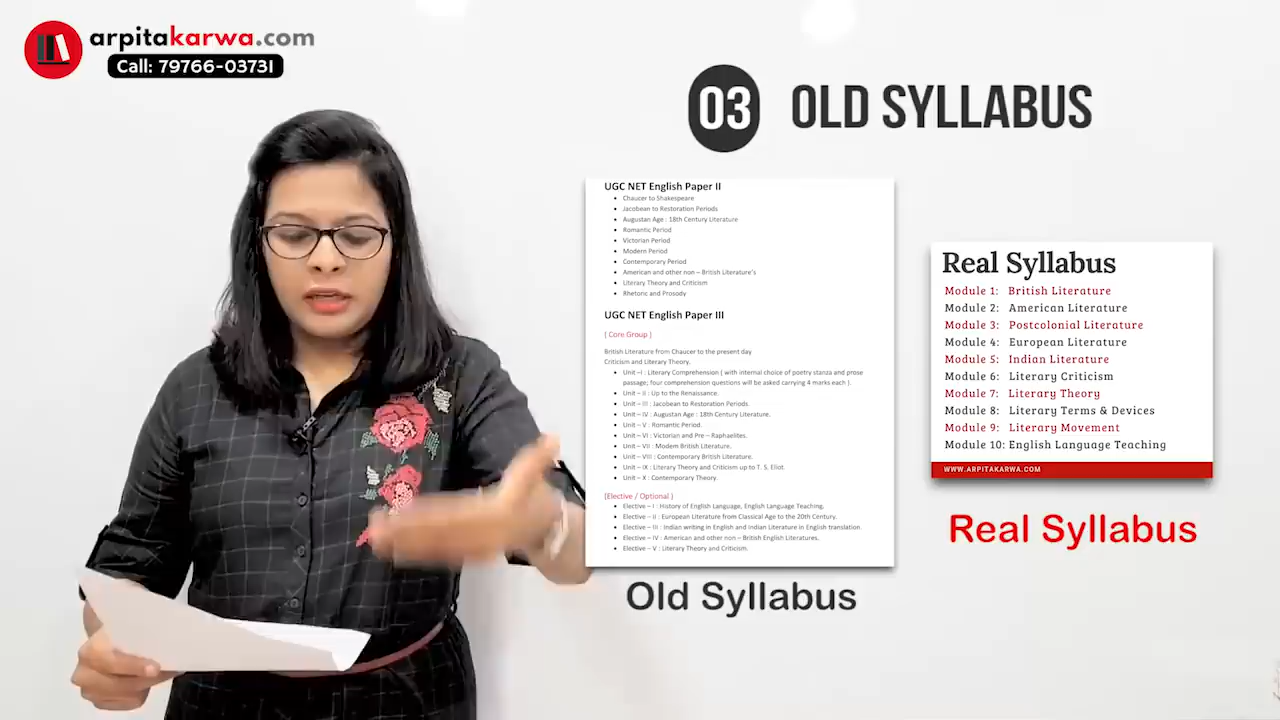 arpitakarwa.com
Call: 79766-03731
03 OLD SYLLABUS
UGC NET English Paper II
• Chaucer to Shakespeare
• Jacobean to Restoration Periods
• Augustan Age : 18th Century Literature
• Romantic Period
• Victorian Period
• Modern Period
• Contemporary Period
• American and other non – British Literature's
• Literary Theory and Criticism
• Rhetoric and Prosody
UGC NET English Paper III
[ Core Group ]
British Literature from Chaucer to the present day
Criticism and Literary Theory.
• Unit –I : Literary Comprehension ( with internal choice of poetry stanza and prose
passage; four comprehension questions will be asked carrying 4 marks each ).
• Unit – II : Up to the Renaissance.
• Unit – III : Jacobean to Restoration Periods.
• Unit – IV : Augustan Age : 18th Century Literature.
• Unit – V : Romantic Period.
• Unit – VI : Victorian and Pre – Raphaelites.
• Unit – VII : Modern British Literature.
• Unit – VIII : Contemporary British Literature.
• Unit – IX : Literary Theory and Criticism up to T. S. Eliot.
• Unit – X : Contemporary Theory.
[Elective / Optional ]
• Elective – I : History of English Language, English Language Teaching.
• Elective – II : European Literature from Classical Age to the 20th Century.
• Elective – III : Indian writing in English and Indian Literature in English translation.
• Elective – IV : American and other non – British English Literatures.
• Elective – V : Literary Theory and Criticism.
Old Syllabus
Real Syllabus
Module 1: British Literature
Module 2: American Literature
Module 3: Postcolonial Literature
Module 4: European Literature
Module 5: Indian Literature
Module 6: Literary Criticism
Module 7: Literary Theory
Module 8: Literary Terms & Devices
Module 9: Literary Movement
Module 10: English Language Teaching
WWW.ARPITAKARWA.COM
Real Syllabus